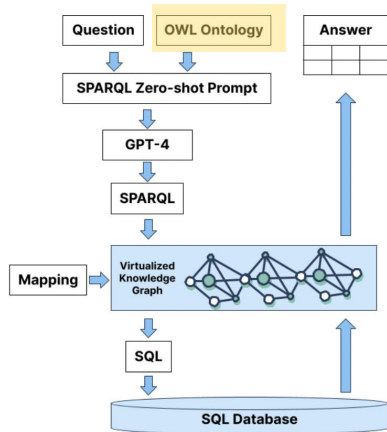 Question
OWL Ontology
Answer
SPARQL Zero-shot Prompt
GPT-4
SPARQL
Mapping
Virtualized
Knowledge
Graph
SQL
SQL Database